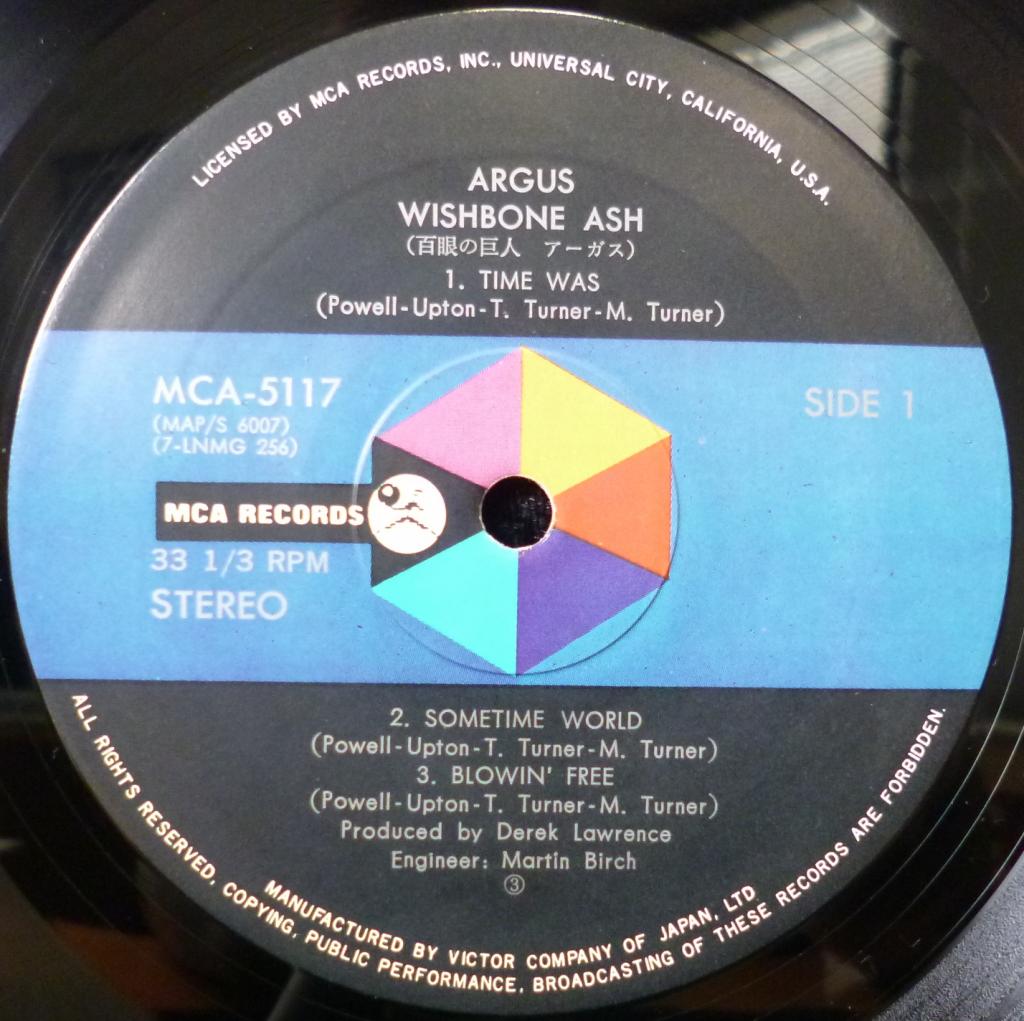 LICENSED BY MCA RECORDS, INC., UNIVERSAL CITY, CALIFORNIA, U.S.A.
ARGUS
WISHBONE ASH
(百眼の巨人　アーガス)
1. TIME WAS
(Powell-Upton-T. Turner-M. Turner)
MCA-5117
(MAP/S 6007)
(7-LNMG 256)
SIDE 1
MCA RECORDS
33 1/3 RPM
STEREO
2. SOMETIME WORLD
(Powell-Upton-T. Turner-M. Turner)
3. BLOWIN' FREE
(Powell-Upton-T. Turner-M. Turner)
Produced by Derek Lawrence
Engineer: Martin Birch
③
MANUFACTURED BY VICTOR COMPANY OF JAPAN, LTD
ALL RIGHTS RESERVED, COPYING, PUBLIC PERFORMANCE, BROADCASTING OF THESE RECORDS ARE FORBIDDEN.